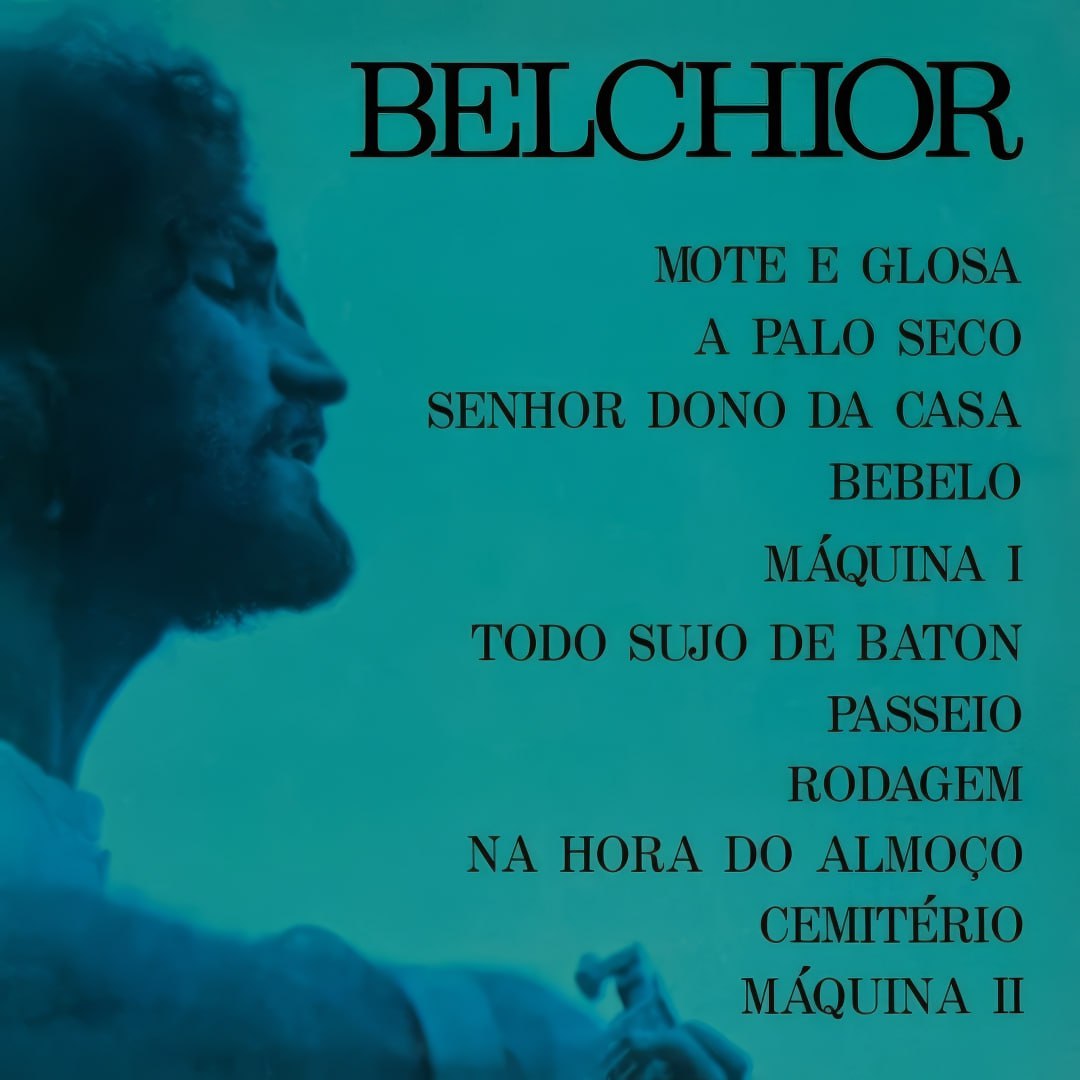 BELCHIOR
MOTE E GLOSA
A PALO SECO
SENHOR DONO DA CASA
BEBELO
MÁQUINA I
TODO SUJO DE BATON
PASSEIO
RODAGEM
NA HORA DO ALMOÇO
CEMITÉRIO
MÁQUINA II